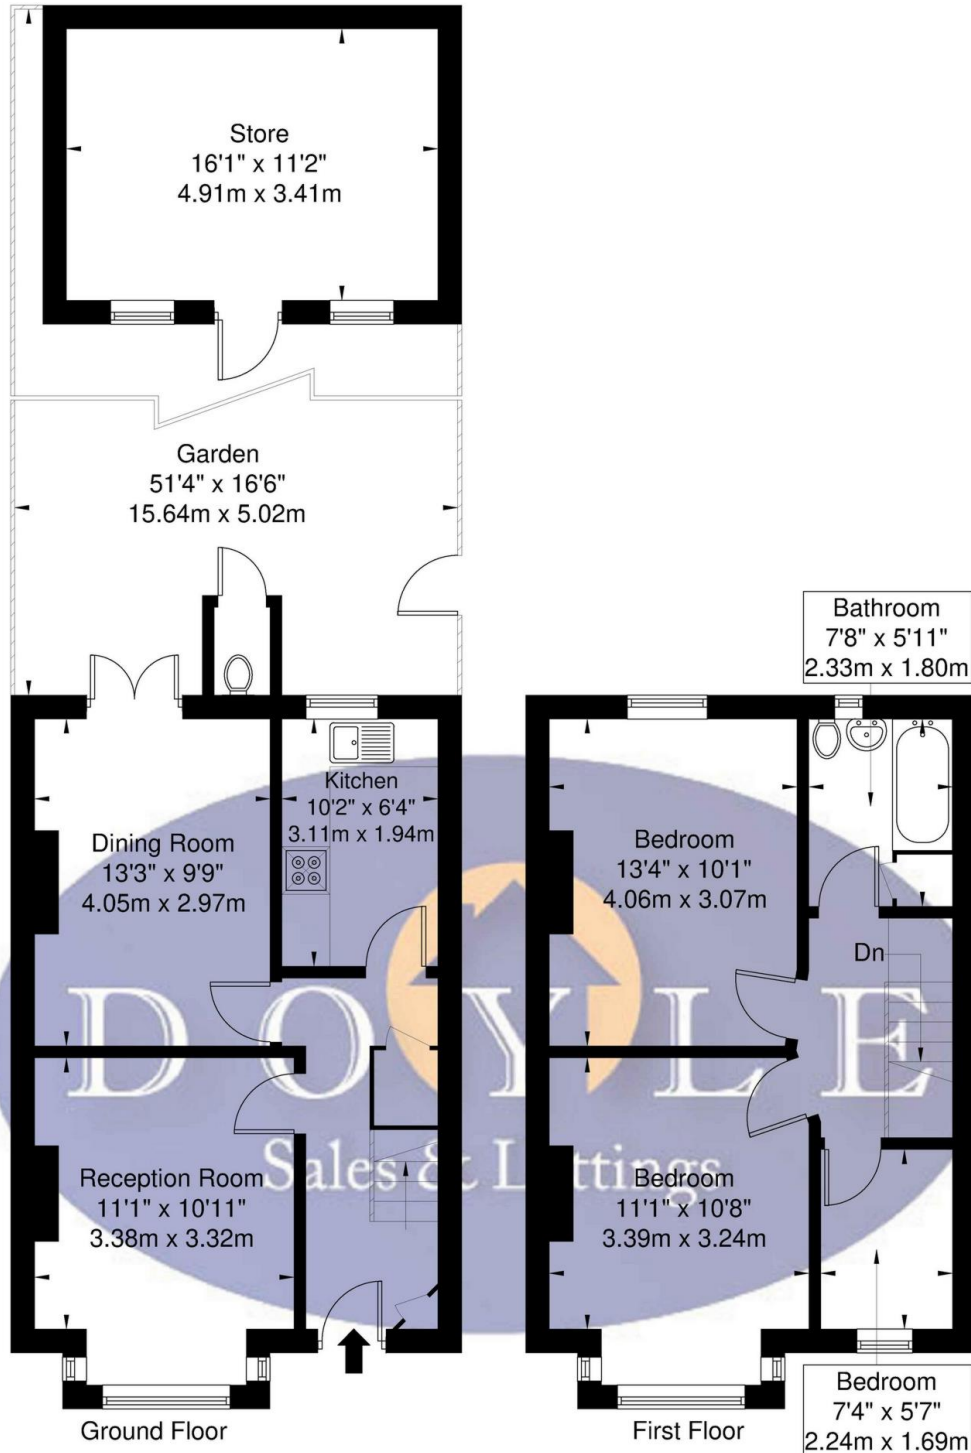 Store
16'1" x 11'2"
4.91m x 3.41m
Garden
51'4" x 16'6"
15.64m x 5.02m
Bathroom
7'8" x 5'11"
2.33m x 1.80m
Kitchen
10'2" x 6'4"
3.11m x 1.94m
Dining Room
13'3" x 9'9"
4.05m x 2.97m
Bedroom
13'4" x 10'1"
4.06m x 3.07m
Dn
DOYLE
Sales & Lettings
Reception Room
11'1" x 10'11"
3.38m x 3.32m
Bedroom
11'1" x 10'8"
3.39m x 3.24m
Bedroom
7'4" x 5'7"
2.24m x 1.69m
Ground Floor
First Floor